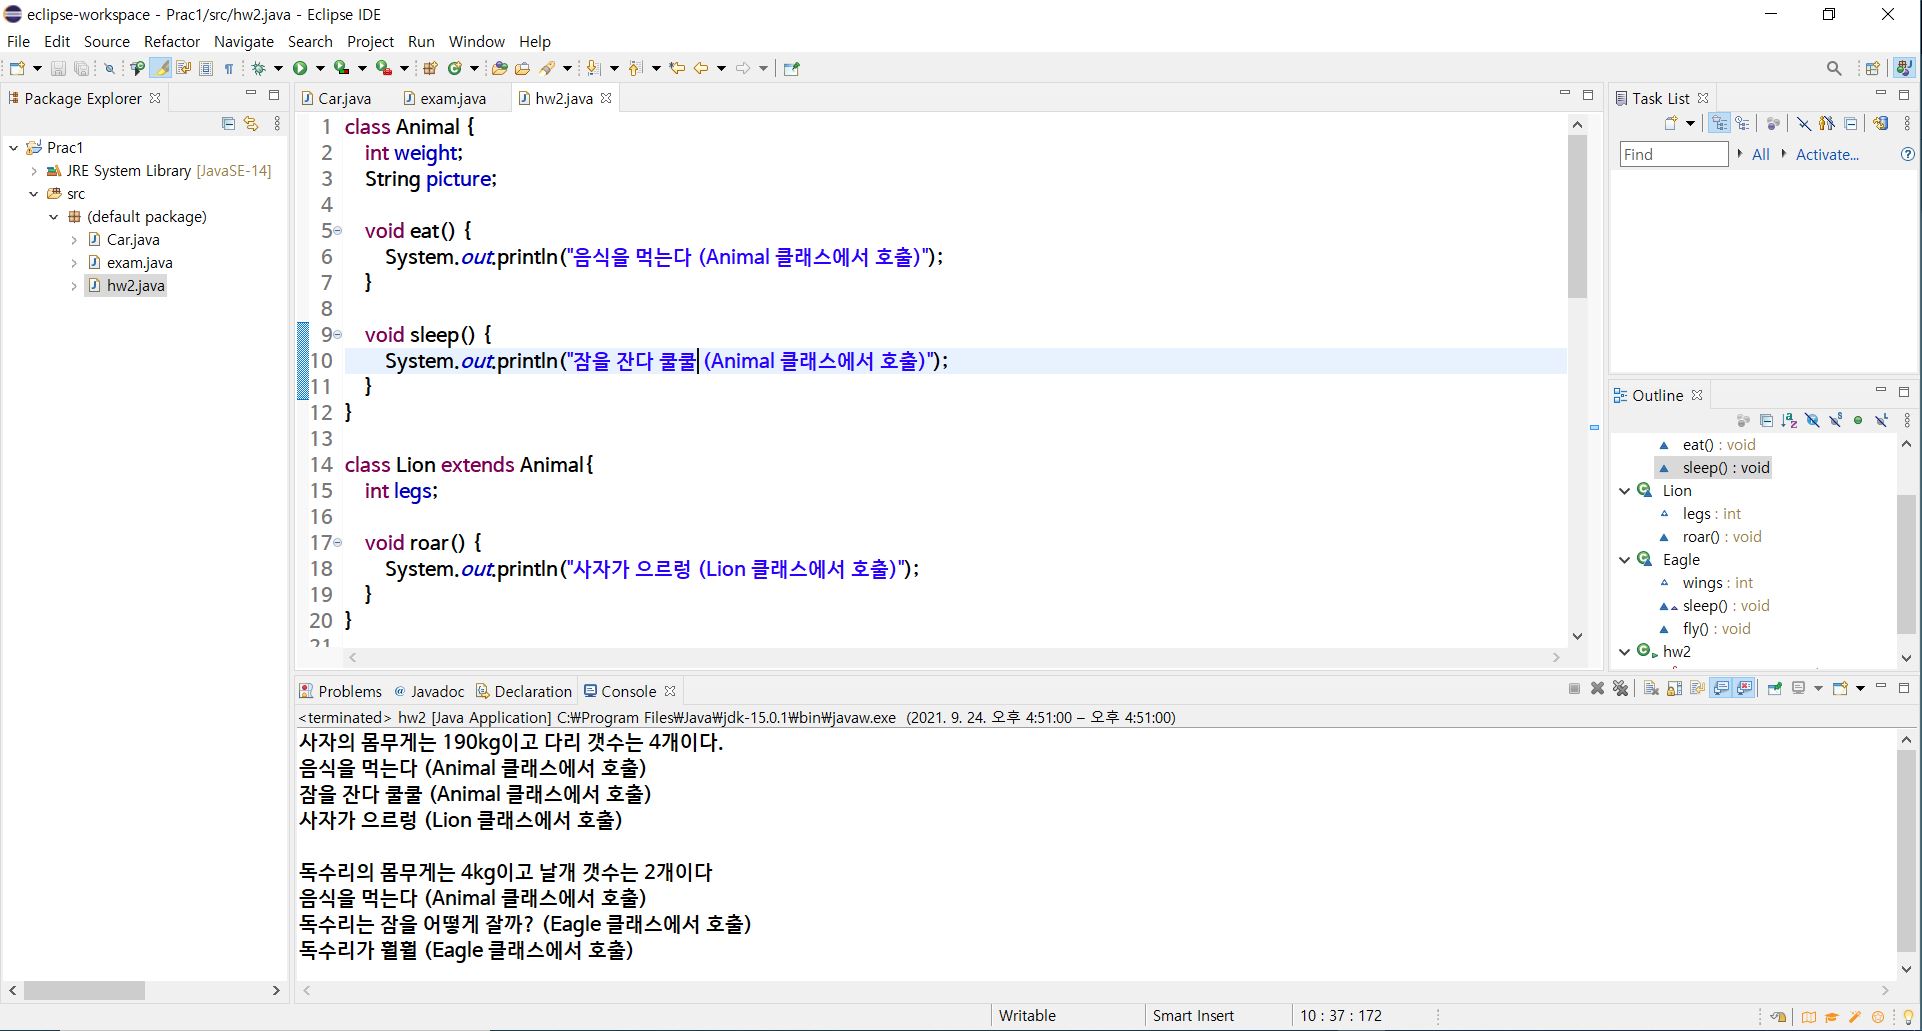 eclipse-workspace - Prac1/src/hw2.java - Eclipse IDE
File Edit Source Refactor Navigate Search Project Run Window Help
Package Explorer
Prac1
JRE System Library [JavaSE-14]
src
(default package)
Car.java
exam.java
hw2.java
Car.java exam.java hw2.java
1 class Animal {
2 int weight;
3 String picture;
4
5 void eat() {
6 System.out.println("음식을 먹는다 (Animal 클래스에서 호출)");
7 }
8
9 void sleep() {
10 System.out.println("잠을 잔다 쿨쿨 (Animal 클래스에서 호출)");
11 }
12 }
13
14 class Lion extends Animal{
15 int legs;
16
17 void roar() {
18 System.out.println("사자가 으르렁 (Lion 클래스에서 호출)");
19 }
20 }
21
Task List
Find All Activate...
Outline
eat() : void
sleep() : void
Lion
legs : int
roar() : void
Eagle
wings : int
sleep() : void
fly() : void
hw2
Problems @ Javadoc Declaration Console
<terminated> hw2 [Java Application] C:₩Program Files₩Java₩jdk-15.0.1₩bin₩javaw.exe (2021. 9. 24. 오후 4:51:00 – 오후 4:51:00)
사자의 몸무게는 190kg이고 다리 갯수는 4개이다.
음식을 먹는다 (Animal 클래스에서 호출)
잠을 잔다 쿨쿨 (Animal 클래스에서 호출)
사자가 으르렁 (Lion 클래스에서 호출)

독수리의 몸무게는 4kg이고 날개 갯수는 2개이다
음식을 먹는다 (Animal 클래스에서 호출)
독수리는 잠을 어떻게 잘까? (Eagle 클래스에서 호출)
독수리가 훨훨 (Eagle 클래스에서 호출)
Writable Smart Insert 10 : 37 : 172